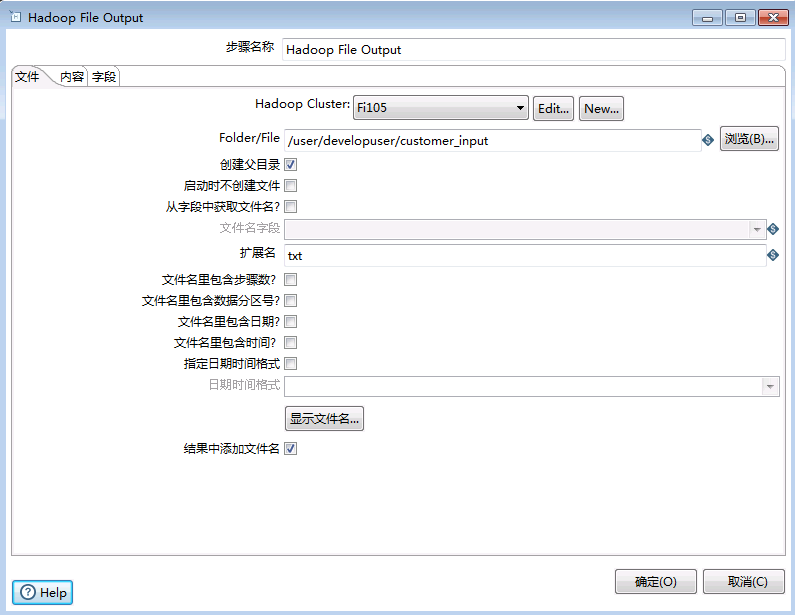 Hadoop File Output
步骤名称 Hadoop File Output
文件 内容 字段
Hadoop Cluster: Fi105 Edit... New...
Folder/File /user/developuser/customer_input 浏览(B)...
创建父目录
启动时不创建文件
从字段中获取文件名?
文件名字段
扩展名 txt
文件名里包含步骤数?
文件名里包含数据分区号?
文件名里包含日期?
文件名里包含时间?
指定日期时间格式
日期时间格式
显示文件名...
结果中添加文件名
Help 确定(O) 取消(C)